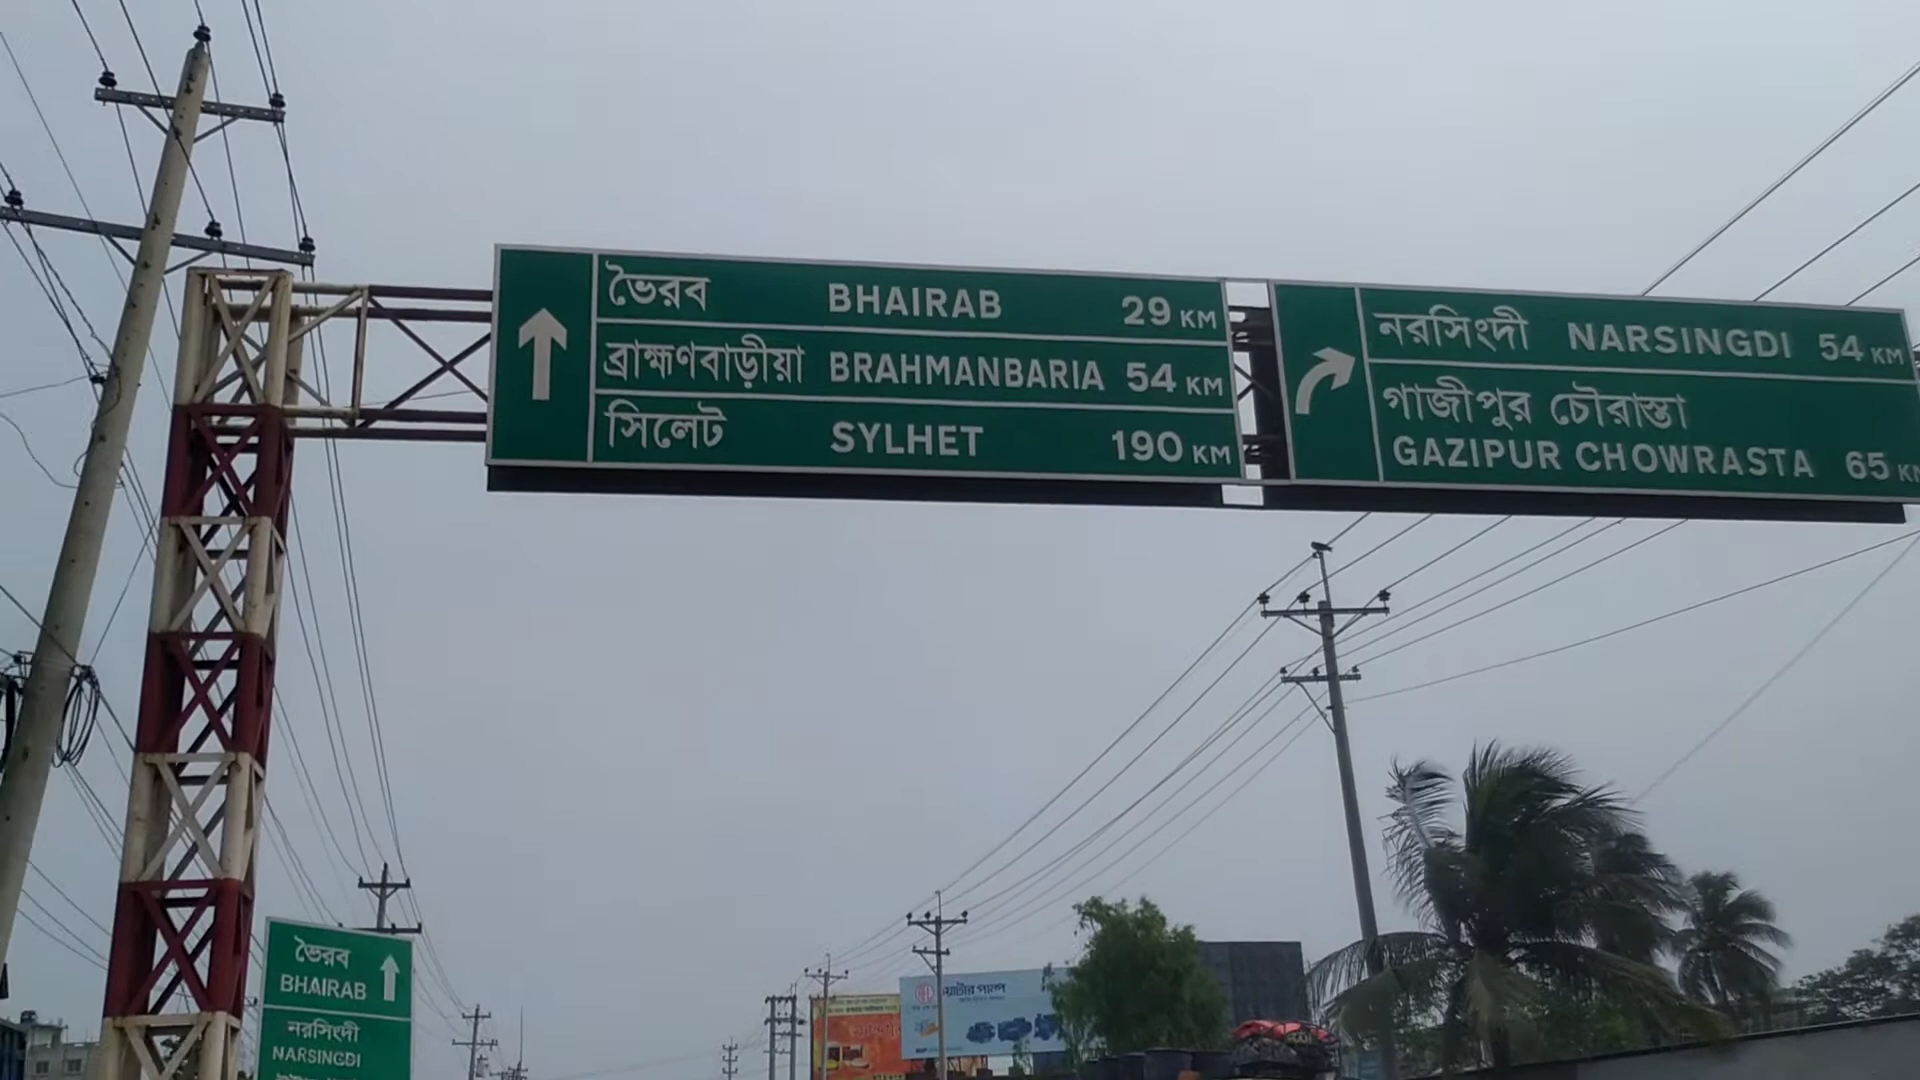 ভৈরব BHAIRAB 29 KM
ব্রাহ্মণবাড়ীয়া BRAHMANBARIA 54 KM
সিলেট SYLHET 190 KM
নরসিংদী NARSINGDI 54 KM
গাজীপুর চৌরাস্তা
GAZIPUR CHOWRASTA 65 KM
ভৈরব
BHAIRAB
নরসিংদী
NARSINGDI